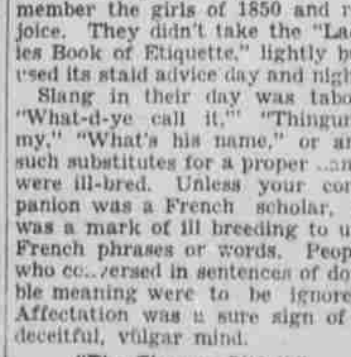 member the girls of 1850 and r
joice. They didn't take the "La
ies Book of Etiquette," lightly b
used its staid advice day and nigh
Slang in their day was tabo
"What-d-ye call it,"' "Thingum
my," "What's his name," or an
such substitutes for a proper
were ill-bred. Unless your com
panion was a French scholar,
was a mark of ill breeding to u
French phrases or words. Peop
who co..versed in sentences of do
ble meaning were to be ignore
Affectation was a sure sign of
deceitful, vulgar mind.